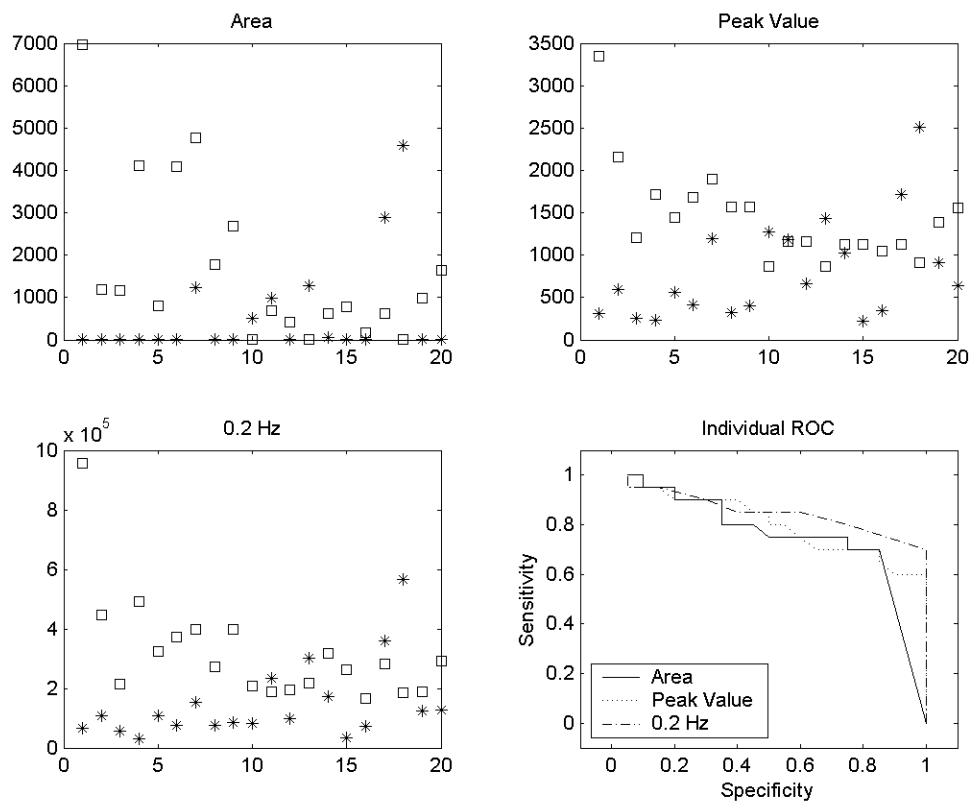 Area
7000
6000
5000
4000
3000
2000
1000
0
0 5 10 15 20
Peak Value
3500
3000
2500
2000
1500
1000
500
0
0 5 10 15 20
0.2 Hz
x 10^5
10
8
6
4
2
0
0 5 10 15 20
Individual ROC
Sensitivity
1
0.8
0.6
0.4
0.2
0
Area
Peak Value
0.2 Hz
0 0.2 0.4 0.6 0.8 1
Specificity